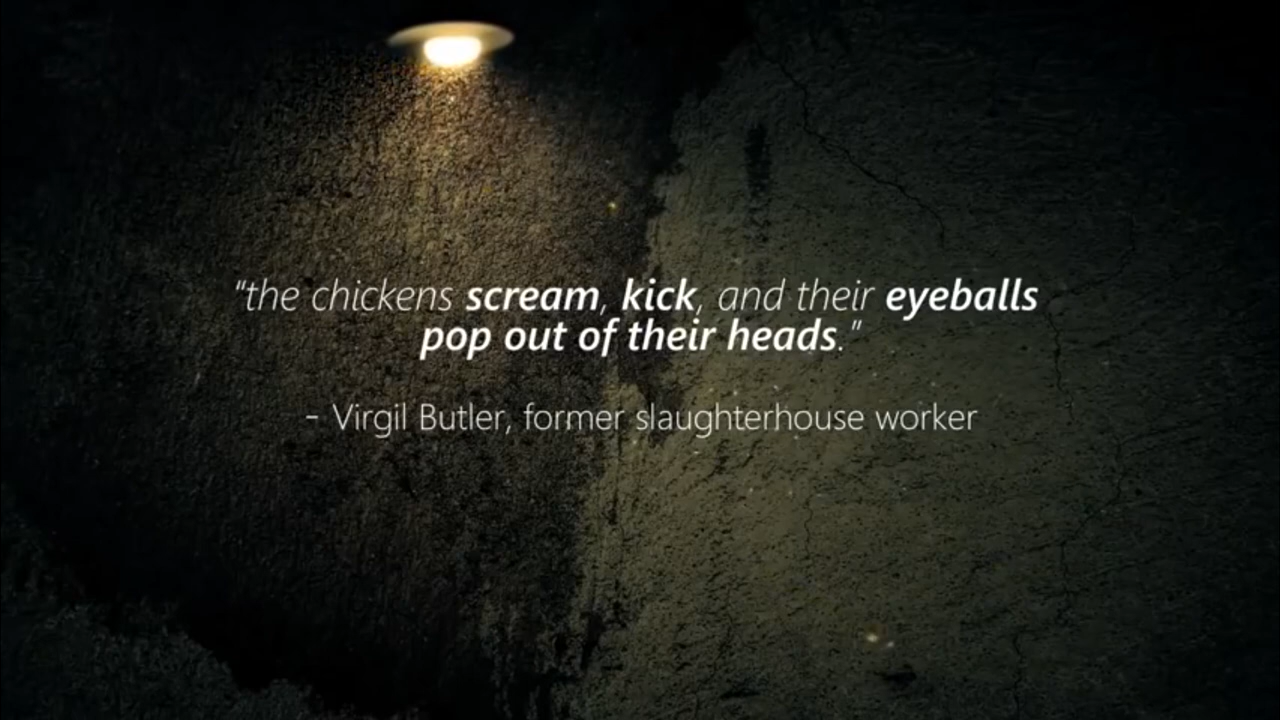 "the chickens scream, kick, and their eyeballs
pop out of their heads."
- Virgil Butler, former slaughterhouse worker